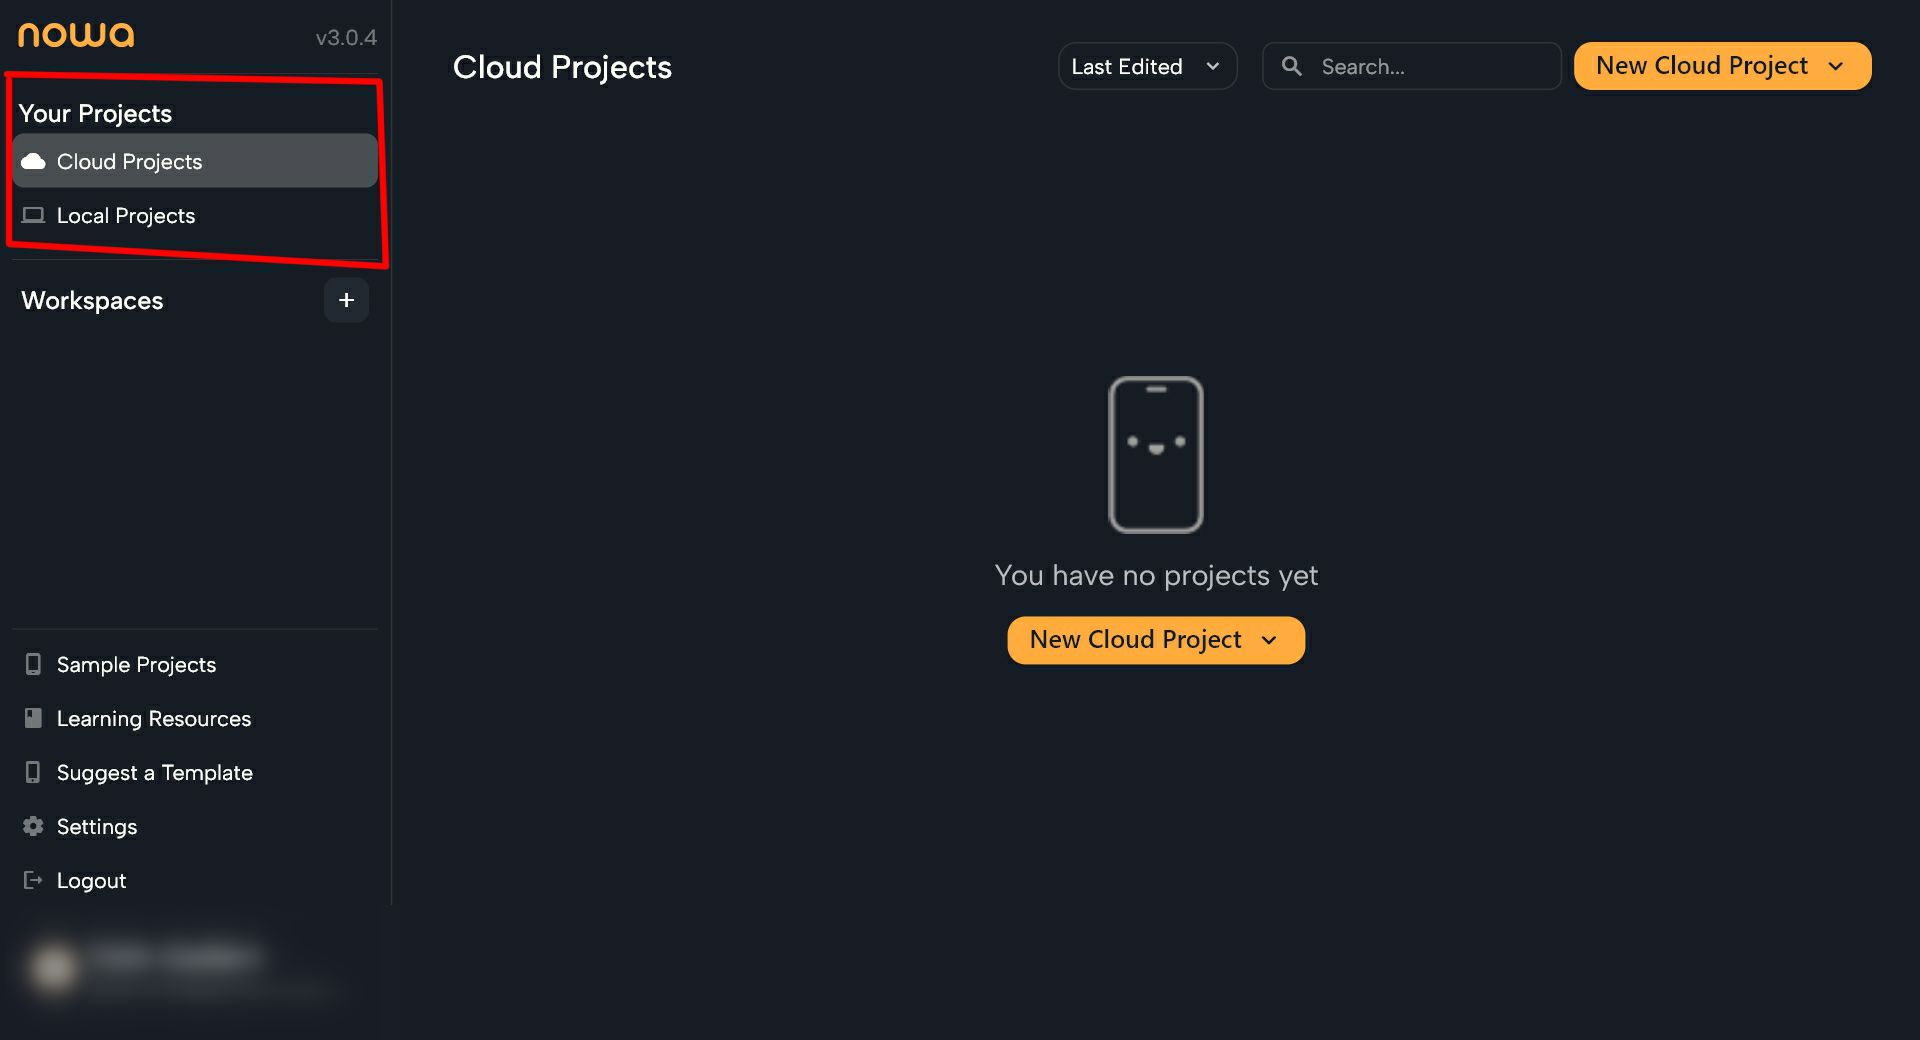 nowa
v3.0.4
Your Projects
Cloud Projects
Local Projects
Workspaces
+
Sample Projects
Learning Resources
Suggest a Template
Settings
Logout
Cloud Projects
Last Edited
Search...
New Cloud Project
You have no projects yet
New Cloud Project